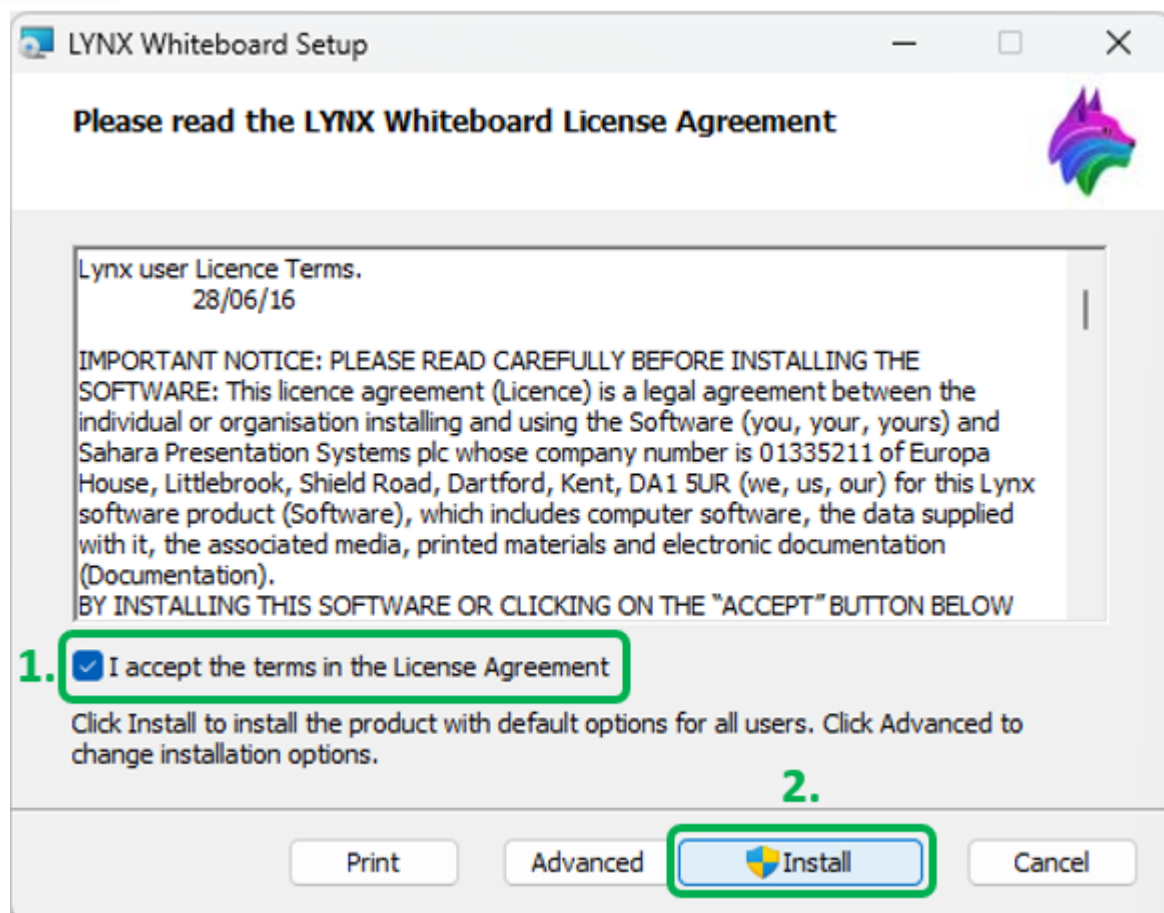 LYNX Whiteboard Setup
Please read the LYNX Whiteboard License Agreement
Lynx user Licence Terms.
28/06/16
IMPORTANT NOTICE: PLEASE READ CAREFULLY BEFORE INSTALLING THE
SOFTWARE: This licence agreement (Licence) is a legal agreement between the
individual or organisation installing and using the Software (you, your, yours) and
Sahara Presentation Systems plc whose company number is 01335211 of Europa
House, Littlebrook, Shield Road, Dartford, Kent, DA1 5UR (we, us, our) for this Lynx
software product (Software), which includes computer software, the data supplied
with it, the associated media, printed materials and electronic documentation
(Documentation).
BY INSTALLING THIS SOFTWARE OR CLICKING ON THE “ACCEPT” BUTTON BELOW
1. I accept the terms in the License Agreement
Click Install to install the product with default options for all users. Click Advanced to
change installation options.
2.
Print Advanced Install Cancel